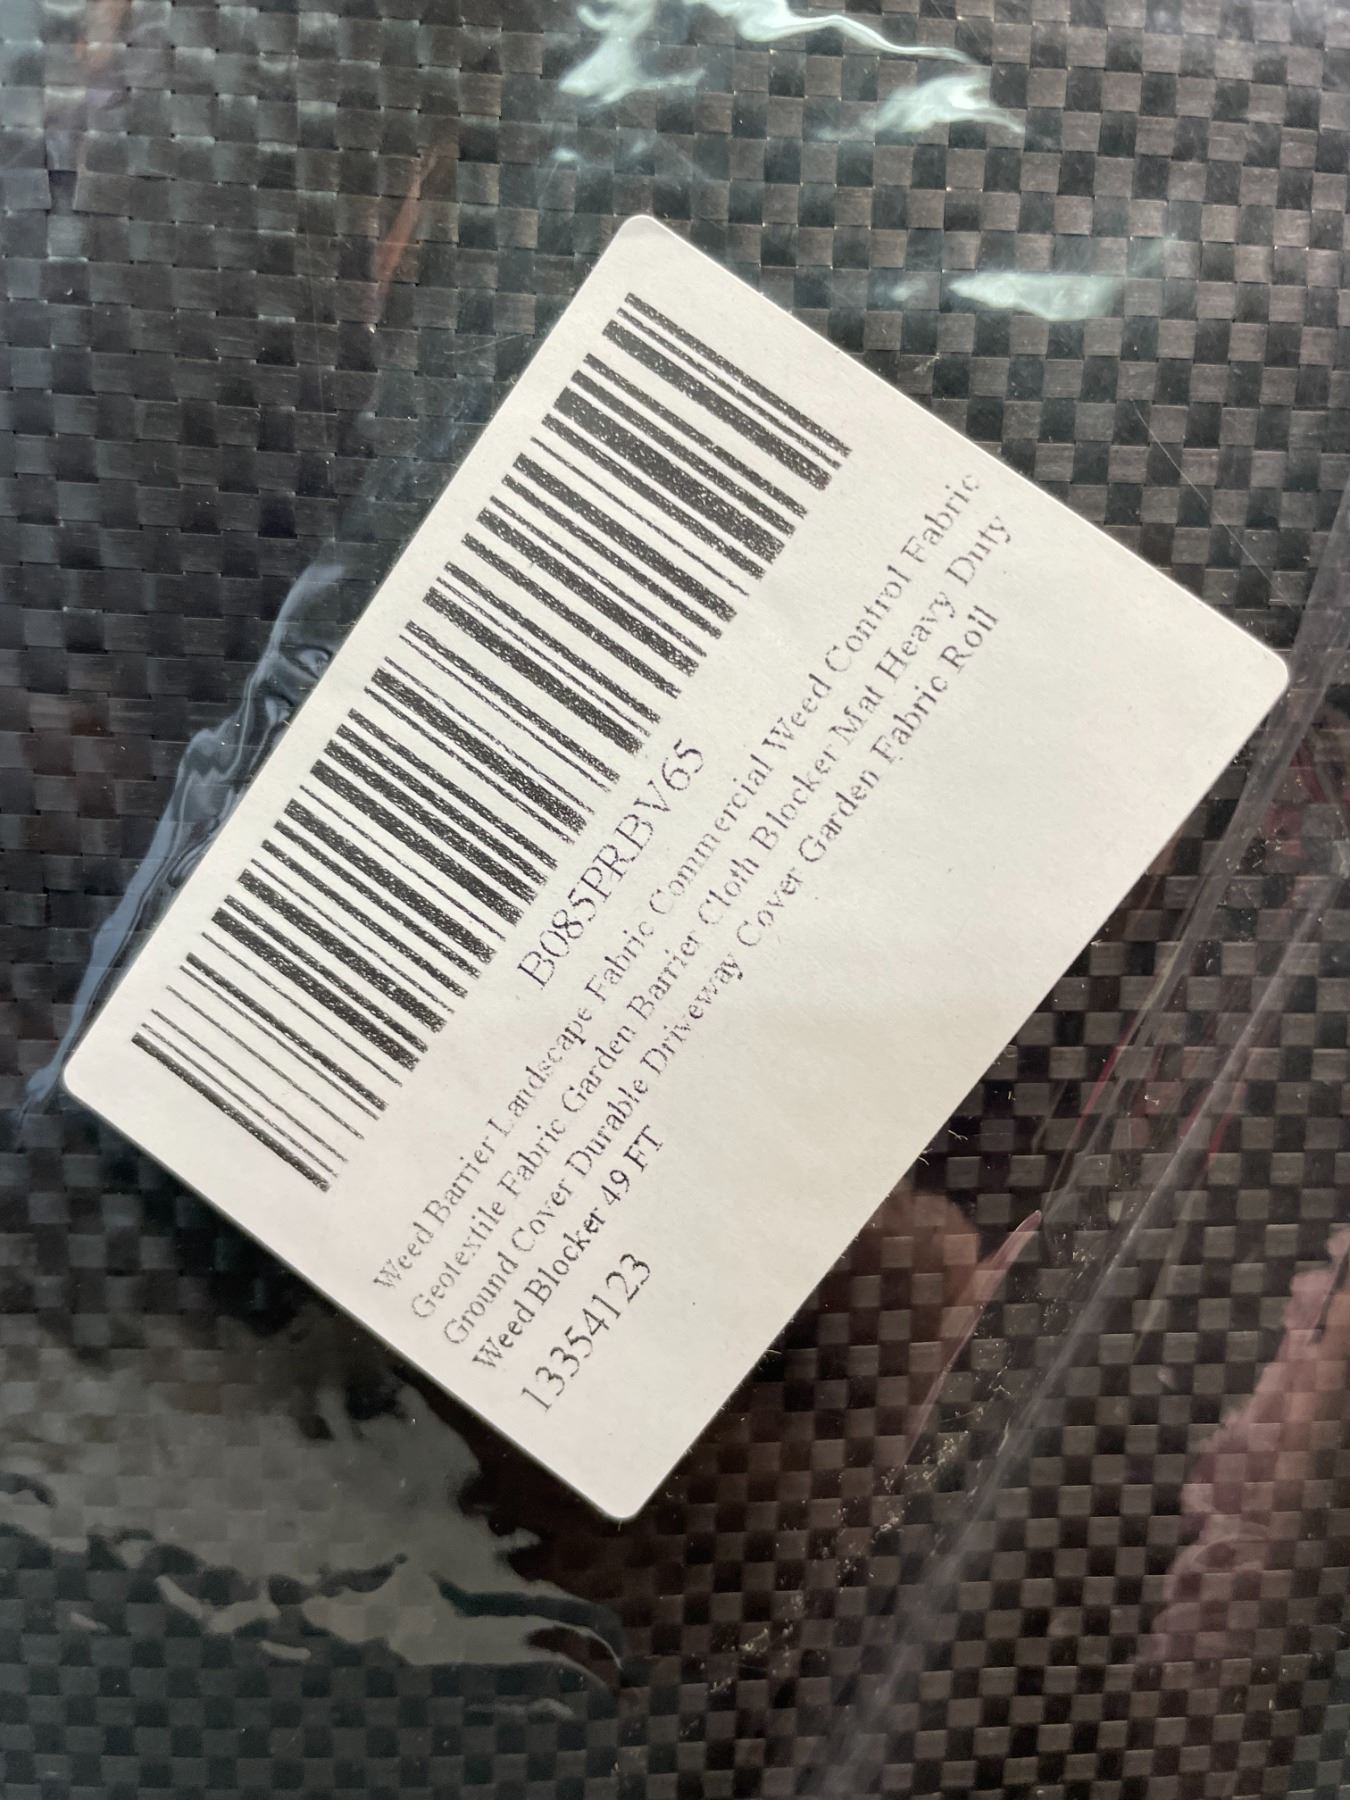 B085PRBV65
Weed Barrier Landscape Fabric Commercial Weed Control Fabric
Geotextile Fabric Garden Barrier Cloth Blocker Mat Heavy Duty
Ground Cover Durable Driveway Cover Garden Fabric Roll
Weed Blocker 49 FT
13354123